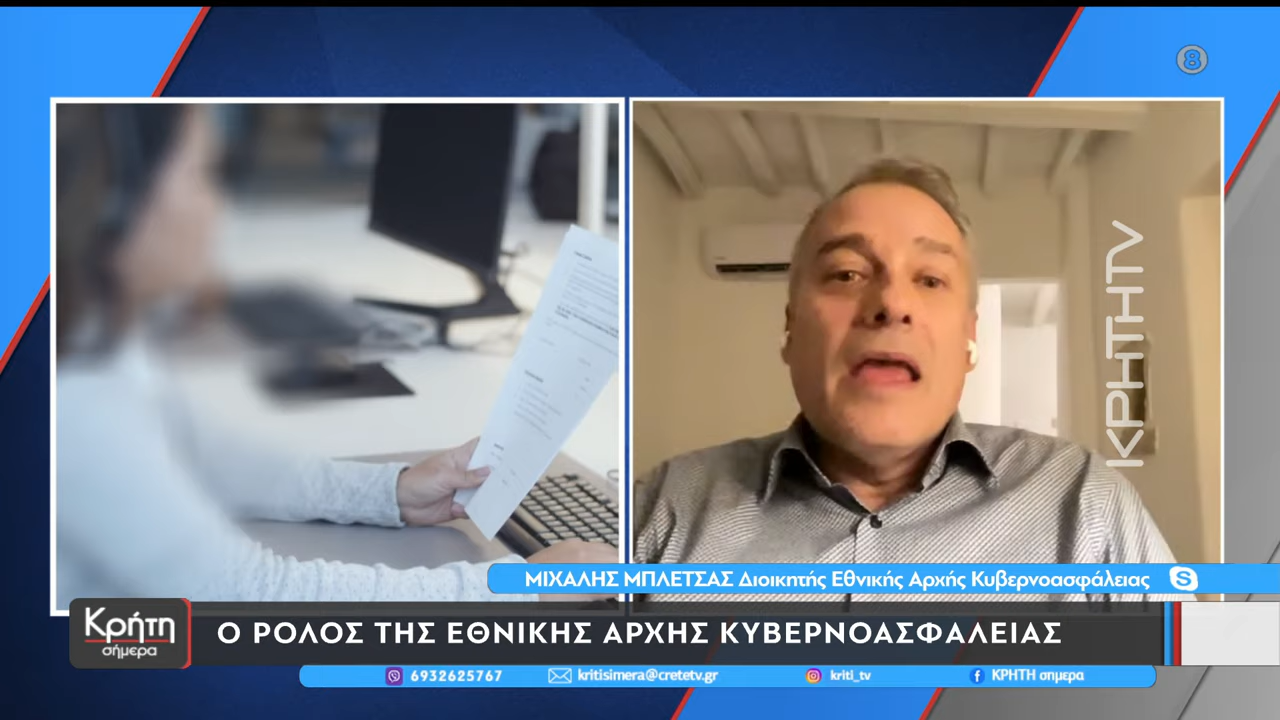 8
ΚΡΗΤΗTV
ΜΙΧΑΛΗΣ ΜΠΛΕΤΣΑΣ Διοικητής Εθνικής Αρχής Κυβερνοασφάλειας
Κρήτη
σήμερα
Ο ΡΟΛΟΣ ΤΗΣ ΕΘΝΙΚΗΣ ΑΡΧΗΣ ΚΥΒΕΡΝΟΑΣΦΑΛΕΙΑΣ
6932625767 kritisimera@cretetv.gr kriti_tv ΚΡΗΤΗ σημερα